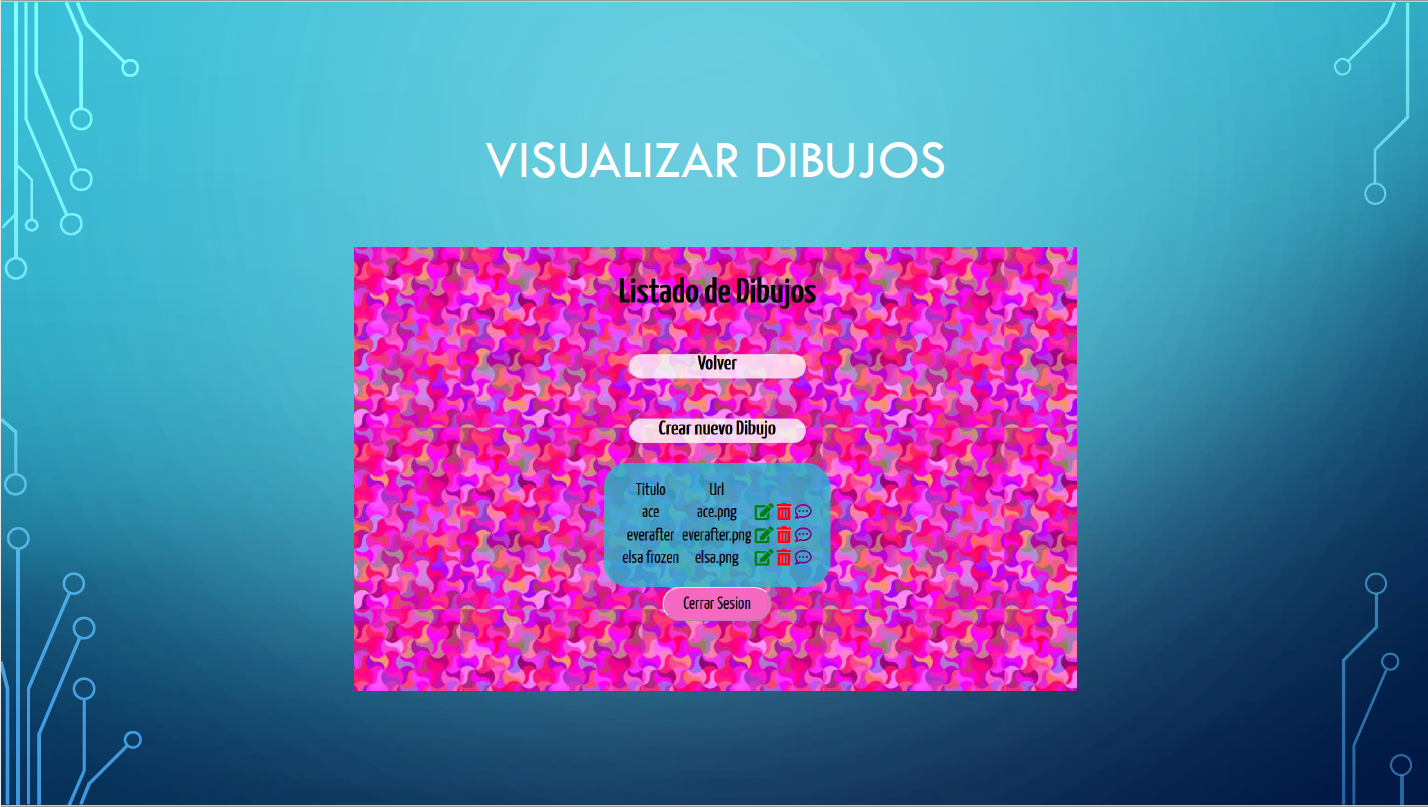 VISUALIZAR DIBUJOS
Listado de Dibujos
Volver
Crear nuevo Dibujo
Titulo Url
ace ace.png
everafter everafter.png
elsa frozen elsa.png
Cerrar Sesion